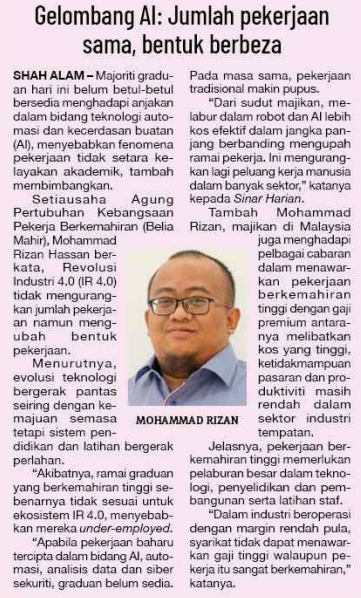 Gelombang AI: Jumlah pekerjaan
sama, bentuk berbeza
SHAH ALAM – Majoriti gradu-
an hari ini belum betul-betul
bersedia menghadapi anjakan
dalam bidang teknologi auto-
masi dan kecerdasan buatan
(AI), menyebabkan fenomena
pekerjaan tidak setara ke-
layakan akademik, tambah
membimbangkan.
Setiausaha Agung
Pertubuhan Kebangsaan
Pekerja Berkemahiran (Belia
Mahir), Mohammad
Rizan Hassan ber-
kata, Revolusi
Industri 4.0 (IR 4.0)
tidak mengurang-
kan jumlah pekerja-
an namun meng-
ubah bentuk
pekerjaan.
Menurutnya,
evolusi teknologi
bergerak pantas
seiring dengan ke-
majuan semasa
tetapi sistem pen-
didikan dan latihan bergerak
perlahan.
"Akibatnya, ramai graduan
yang berkemahiran tinggi se-
benarnya tidak sesuai untuk
ekosistem IR 4.0, menyebab-
kan mereka under-employed.
"Apabila pekerjaan baharu
tercipta dalam bidang AI, auto-
masi, analisis data dan siber
sekuriti, graduan belum sedia.
Pada masa sama, pekerjaan
tradisional makin pupus.
"Dari sudut majikan, me-
labur dalam robot dan AI lebih
kos efektif dalam jangka pan-
jang berbanding mengupah
ramai pekerja. Ini mengurang-
kan lagi peluang kerja manusia
dalam banyak sektor," katanya
kepada Sinar Harian.
Tambah Mohammad
Rizan, majikan di Malaysia
juga menghadapi
pelbagai cabaran
dalam menawar-
kan pekerjaan
berkemahiran
tinggi dengan gaji
premium antara-
nya melibatkan
kos yang tinggi,
ketidakmampuan
pasaran dan pro-
duktiviti masih
rendah dalam
sektor industri
tempatan.
Jelasnya, pekerjaan ber-
kemahiran tinggi memerlukan
pelaburan besar dalam tekno-
logi, penyelidikan dan pem-
bangunan serta latihan staf.
"Dalam industri beroperasi
dengan margin rendah pula,
syarikat tidak dapat menawar-
kan gaji tinggi walaupun pe-
kerja itu sangat berkemahiran,"
katanya.
MOHAMMAD RIZAN